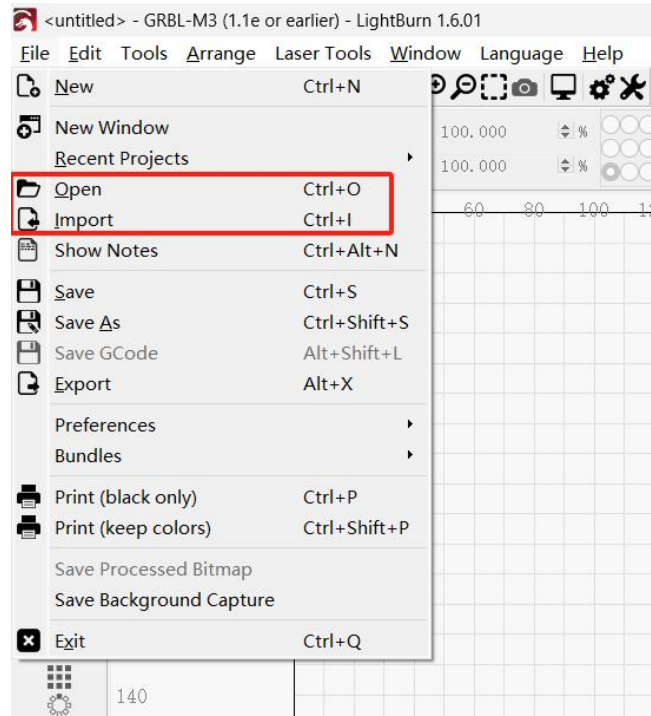 <untitled> - GRBL-M3 (1.1e or earlier) - LightBurn 1.6.01
File Edit Tools Arrange Laser Tools Window Language Help
New Ctrl+N
New Window
100.000 %
Recent Projects
100.000 %
Open Ctrl+O
60 80 100
Import Ctrl+I
Show Notes Ctrl+Alt+N
Save Ctrl+S
Save As Ctrl+Shift+S
Save GCode Alt+Shift+L
Export Alt+X
Preferences
Bundles
Print (black only) Ctrl+P
Print (keep colors) Ctrl+Shift+P
Save Processed Bitmap
Save Background Capture
Exit Ctrl+Q
140